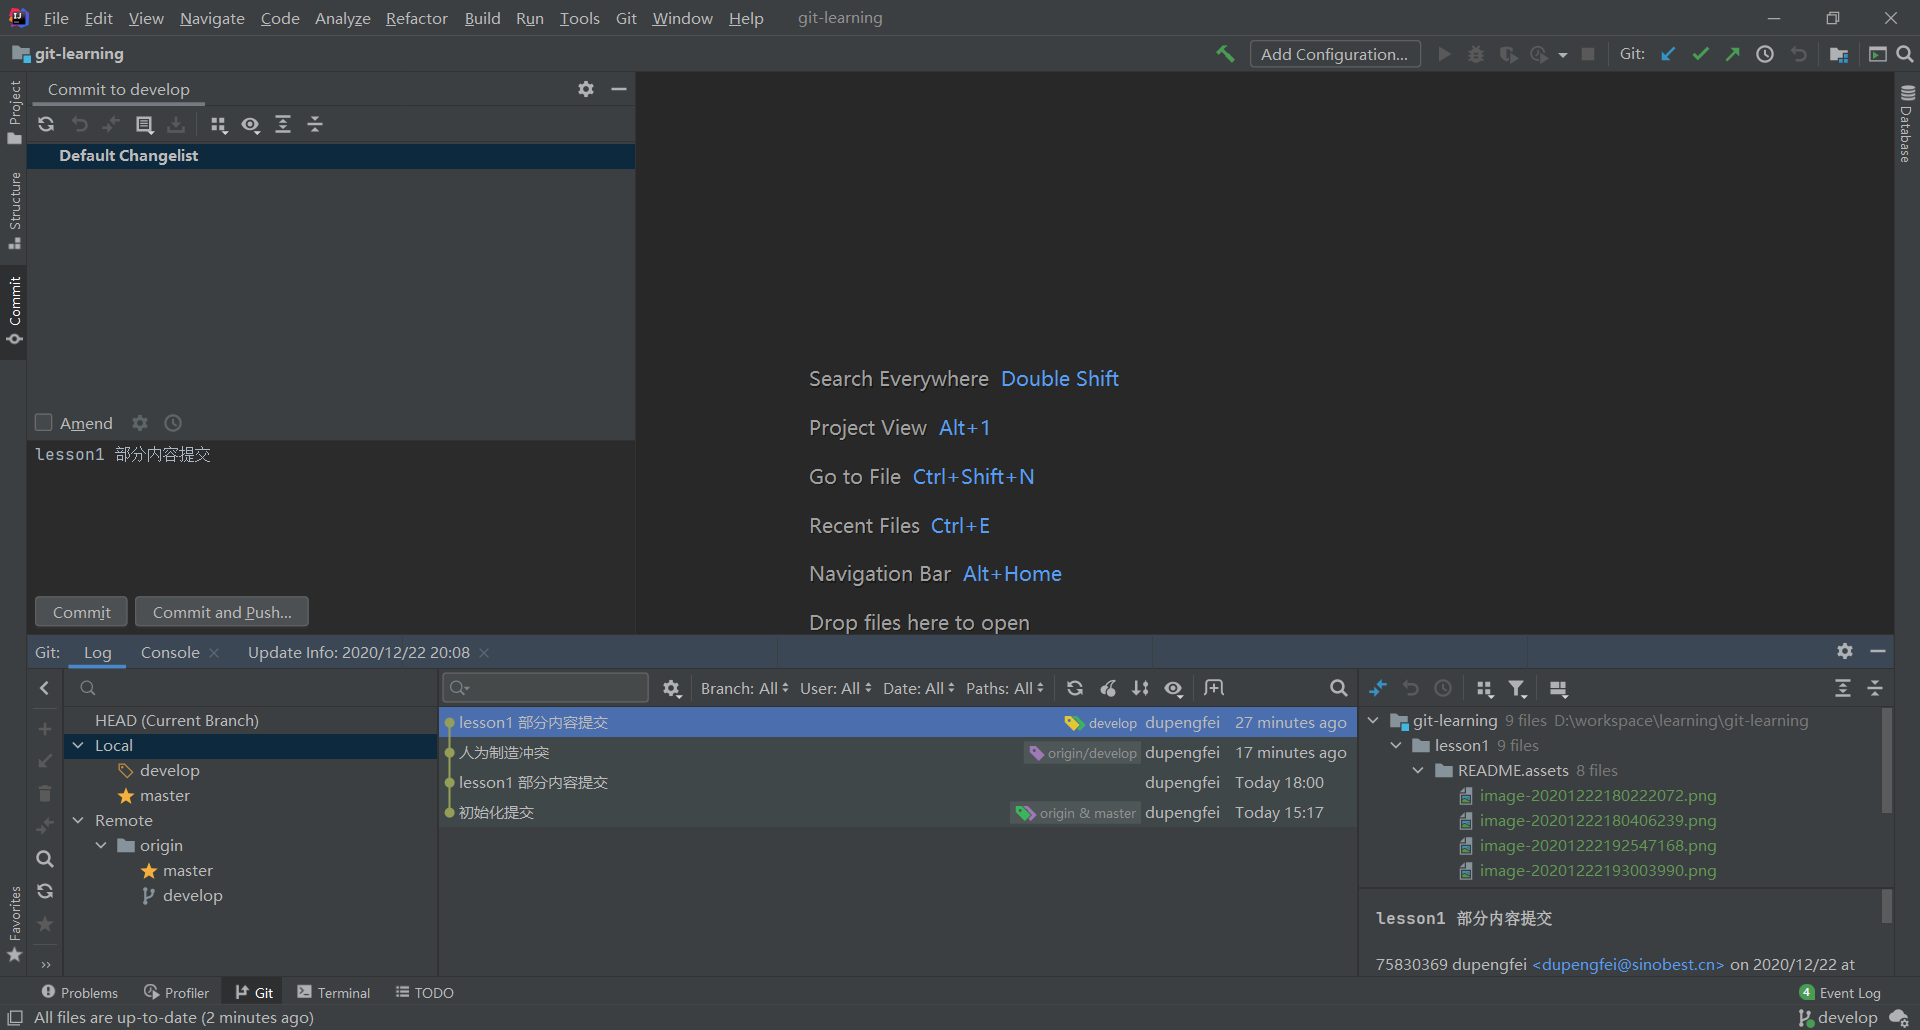 File Edit View Navigate Code Analyze Refactor Build Run Tools Git Window Help git-learning
git-learning
Add Configuration...
Git:
Project
Structure
Commit
Favorites
Database
Commit to develop
Default Changelist
Amend
lesson1 部分内容提交
Commit
Commit and Push...
Search Everywhere Double Shift
Project View Alt+1
Go to File Ctrl+Shift+N
Recent Files Ctrl+E
Navigation Bar Alt+Home
Drop files here to open
Git: Log Console Update Info: 2020/12/22 20:08
HEAD (Current Branch)
Local
develop
master
Remote
origin
master
develop
Branch: All User: All Date: All Paths: All
lesson1 部分内容提交 develop dupengfei 27 minutes ago
人为制造冲突 origin/develop dupengfei 17 minutes ago
lesson1 部分内容提交 dupengfei Today 18:00
初始化提交 origin & master dupengfei Today 15:17
git-learning 9 files D:\workspace\learning\git-learning
lesson1 9 files
README.assets 8 files
image-20201222180222072.png
image-20201222180406239.png
image-20201222192547168.png
image-20201222193003990.png
lesson1 部分内容提交
75830369 dupengfei <dupengfei@sinobest.cn> on 2020/12/22 at
Problems Profiler Git Terminal TODO
4 Event Log
All files are up-to-date (2 minutes ago)
develop